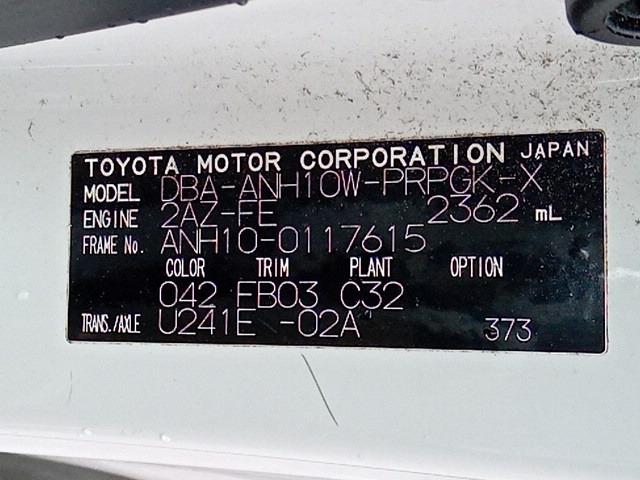 TOYOTA MOTOR CORPORATION JAPAN
MODEL DBA-ANH10W-PRPGK-X
ENGINE 2AZ-FE 2362 mL
FRAME No. ANH10-0117615
COLOR TRIM PLANT OPTION
042 FB03 C32
TRANS./AXLE U241E -02A 373